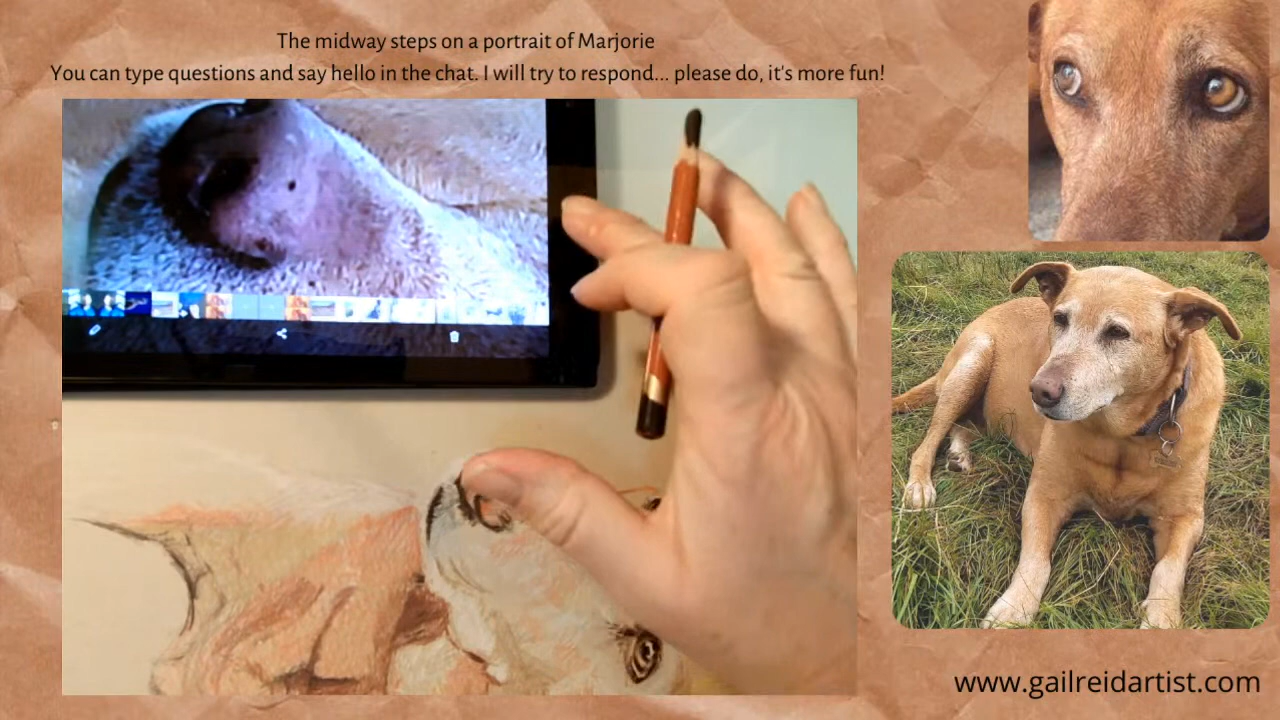 The midway steps on a portrait of Marjorie
You can type questions and say hello in the chat. I will try to respond... please do, it's more fun!
www.gailreidartist.com